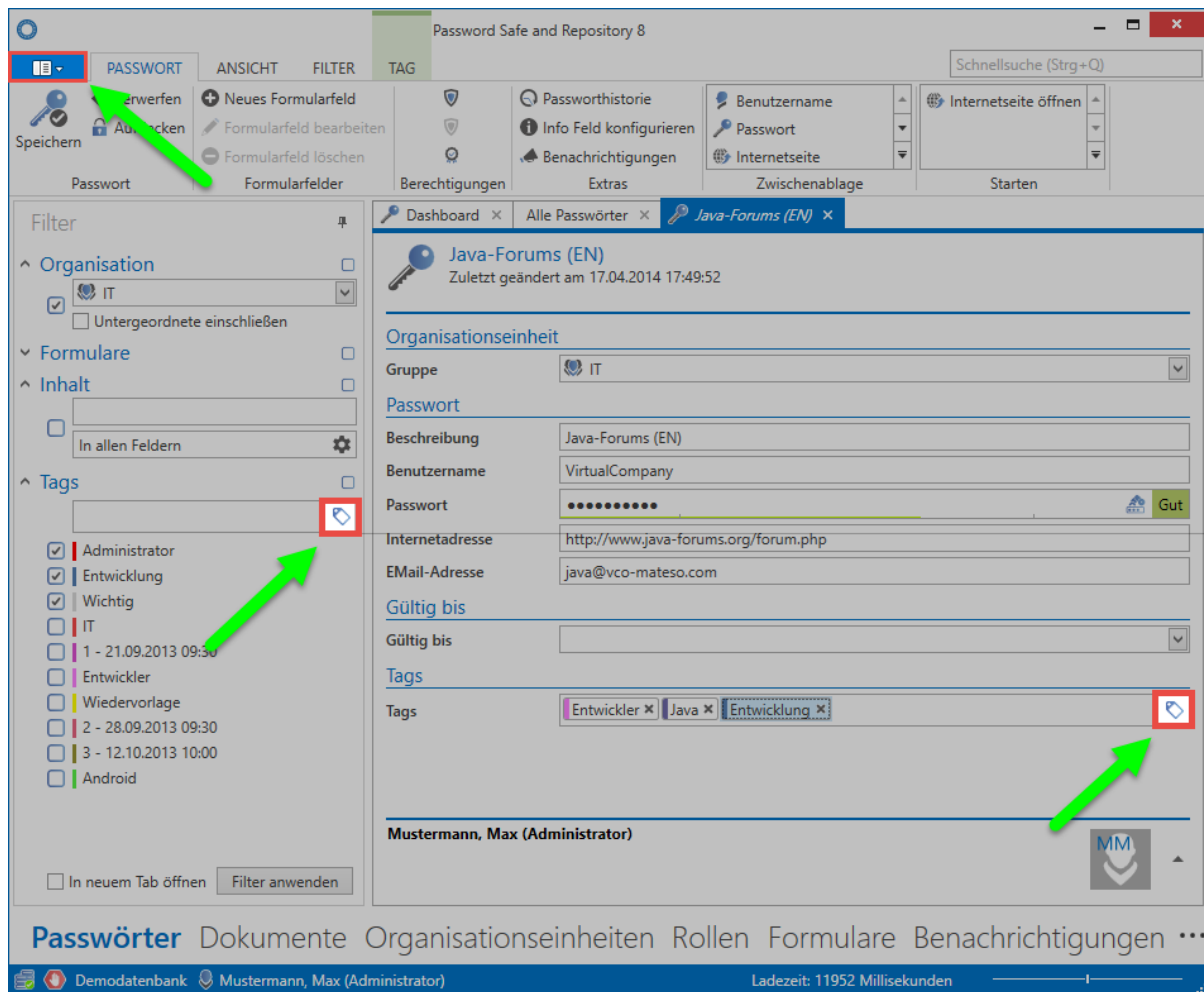 Password Safe and Repository 8
PASSWORT ANSICHT FILTER TAG
Schnellsuche (Strg+Q)
Speichern
Neues Formularfeld
Formularfeld bearbeiten
Formularfeld löschen
Passworthistorie
Info Feld konfigurieren
Benachrichtigungen
Benutzername
Passwort
Internetseite
Internetseite öffnen
Passwort Formularfelder Berechtigungen Extras Zwischenablage Starten
Filter
Organisation
IT
Untergeordnete einschließen
Formulare
Inhalt
In allen Feldern
Tags
Administrator
Entwicklung
Wichtig
IT
1 - 21.09.2013 09:30
Entwickler
Wiedervorlage
2 - 28.09.2013 09:30
3 - 12.10.2013 10:00
Android
In neuem Tab öffnen Filter anwenden
Dashboard Alle Passwörter Java-Forums (EN)
Java-Forums (EN)
Zuletzt geändert am 17.04.2014 17:49:52
Organisationseinheit
Gruppe IT
Passwort
Beschreibung Java-Forums (EN)
Benutzername VirtualCompany
Passwort •••••••••• Gut
Internetadresse http://www.java-forums.org/forum.php
EMail-Adresse java@vco-mateso.com
Gültig bis
Gültig bis
Tags
Tags Entwickler Java Entwicklung
Mustermann, Max (Administrator)
MM
Passwörter Dokumente Organisationseinheiten Rollen Formulare Benachrichtigungen ...
Demodatenbank Mustermann, Max (Administrator) Ladezeit: 11952 Millisekunden